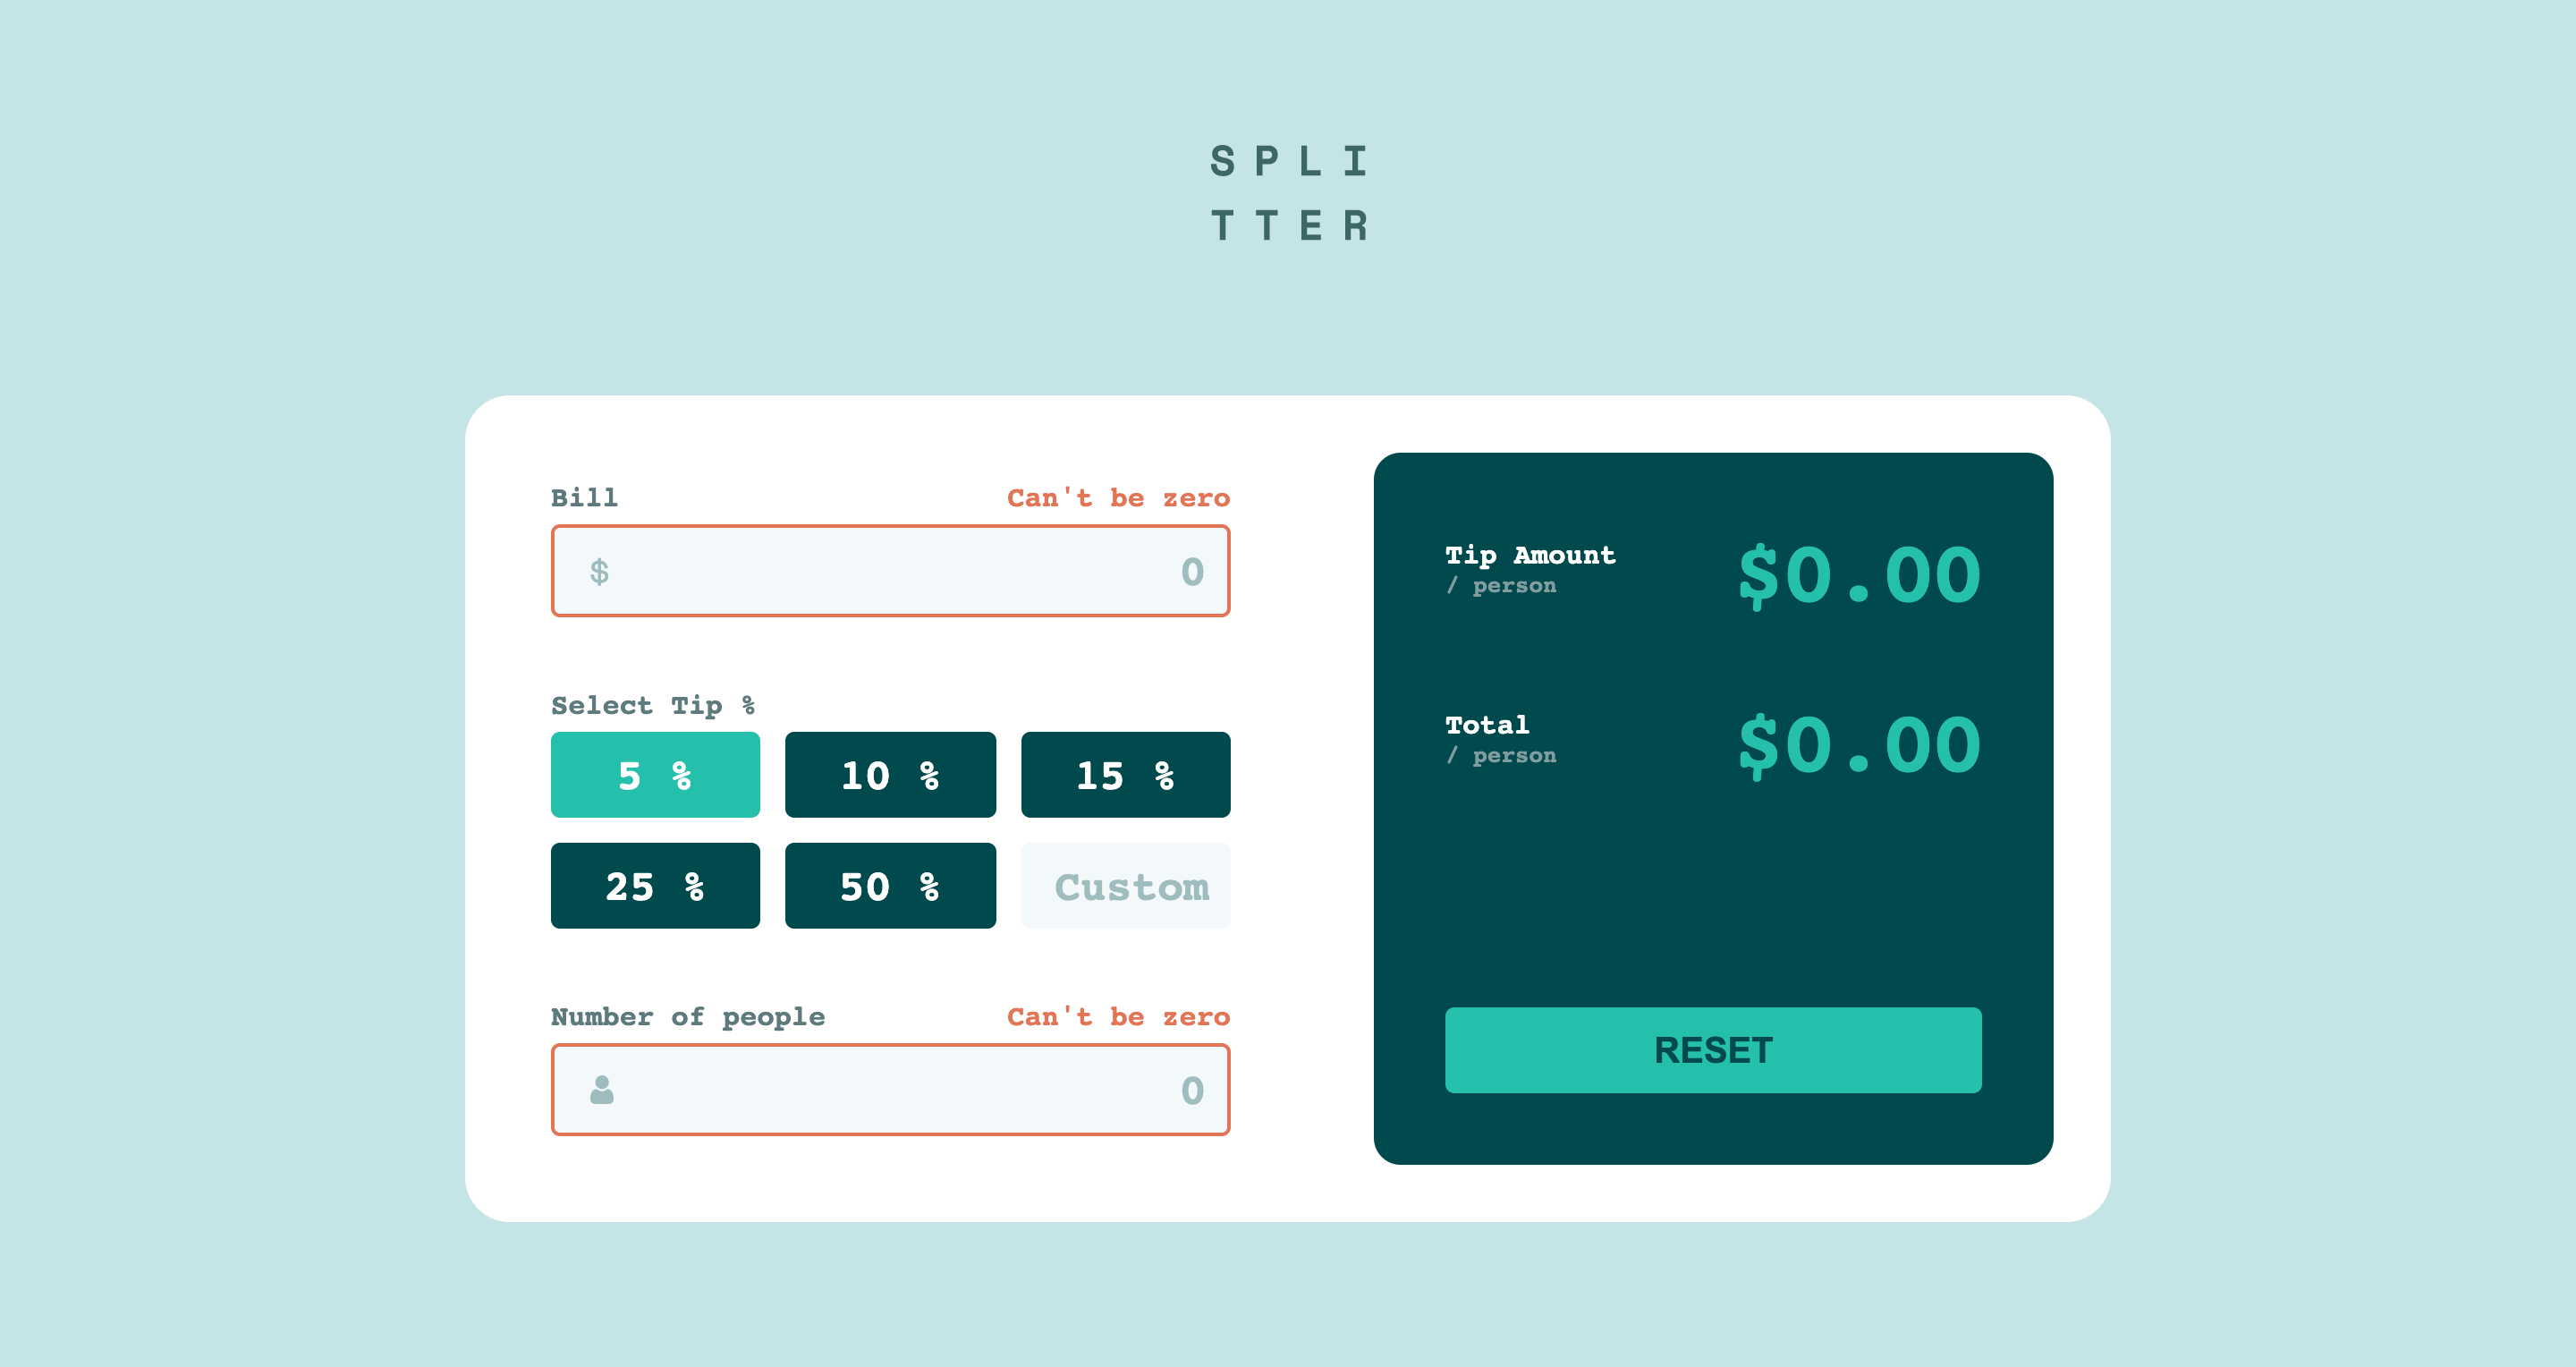 SPLI
TTER
Bill Can't be zero
$ 0
Select Tip %
5 % 10 % 15 %
25 % 50 % Custom
Number of people Can't be zero
0
Tip Amount $0.00
/ person
Total $0.00
/ person
RESET